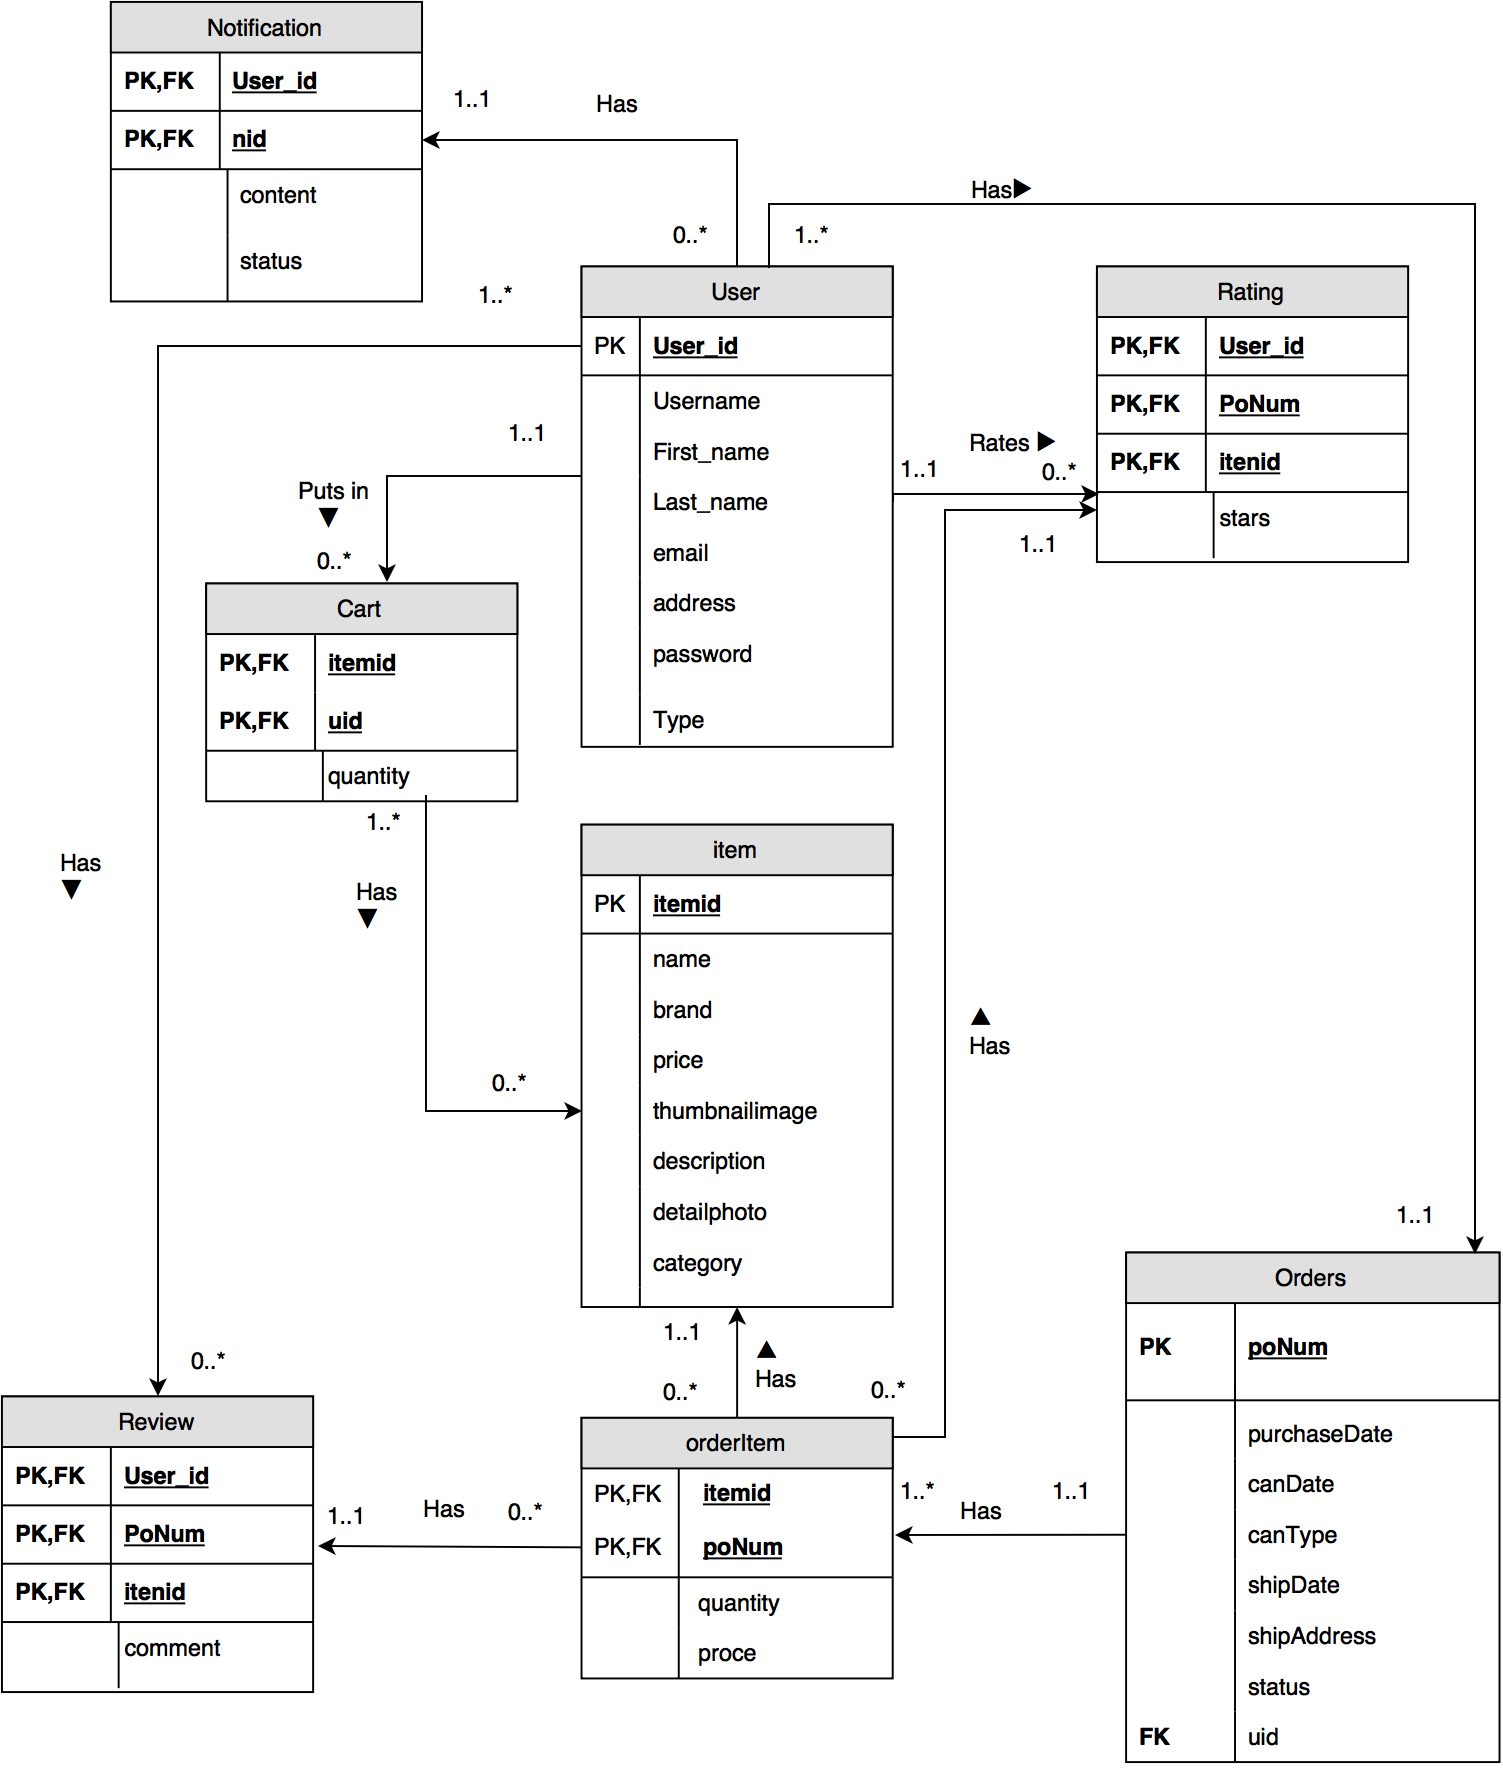 Notification
PK,FK User_id
PK,FK nid
content
status
1..1
Has
0..*
1..*
Has▶
1..*
User
PK User_id
Username
First_name
Last_name
email
address
password
Type
Rating
PK,FK User_id
PK,FK PoNum
PK,FK itenid
stars
Rates ▶
1..1
0..*
1..1
1..1
Puts in
▼
0..*
Cart
PK,FK itemid
PK,FK uid
quantity
1..*
Has
▼
Has
▼
0..*
item
PK itemid
name
brand
price
thumbnailimage
description
detailphoto
category
▲
Has
1..1
1..1
▲
Has
0..*
0..*
0..*
Review
PK,FK User_id
PK,FK PoNum
PK,FK itenid
comment
1..1
Has
0..*
orderItem
PK,FK itemid
PK,FK poNum
quantity
proce
1..*
Has
1..1
Orders
PK poNum
purchaseDate
canDate
canType
shipDate
shipAddress
status
FK uid